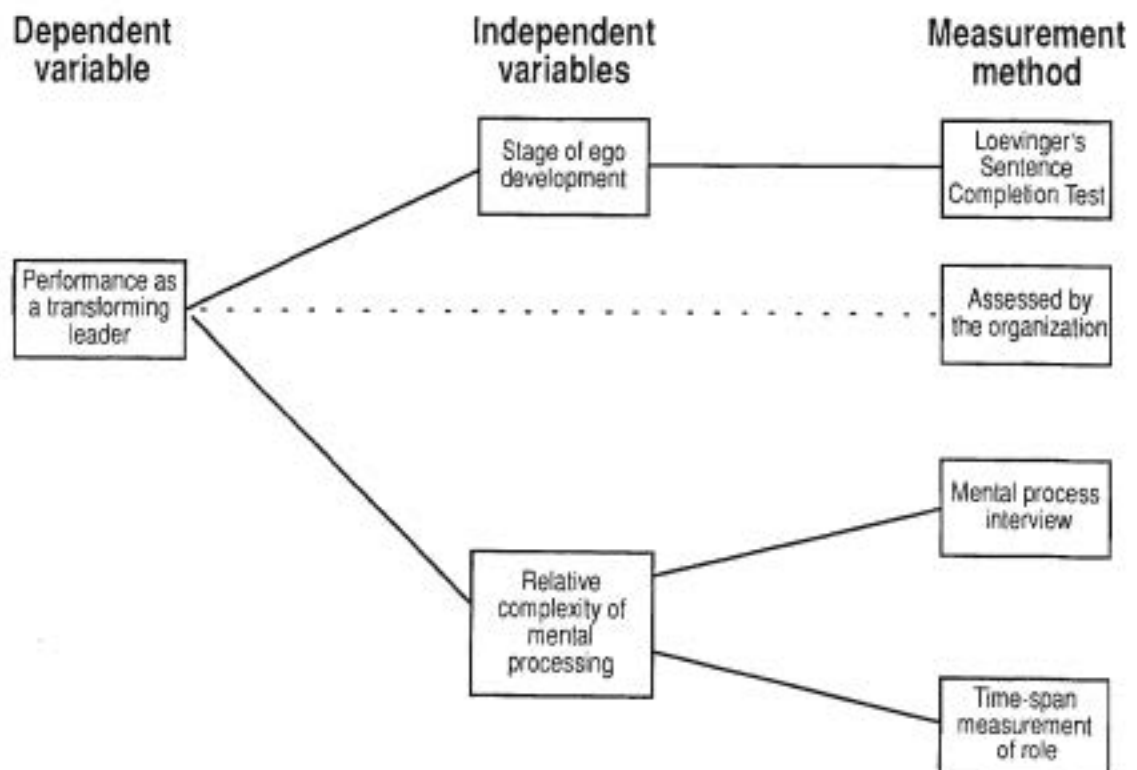 Dependent
variable
Independent
variables
Measurement
method
Stage of ego
development
Loevinger's
Sentence
Completion Test
Performance as
a transforming
leader
Assessed by
the organization
Mental process
interview
Relative
complexity of
mental
processing
Time-span
measurement
of role